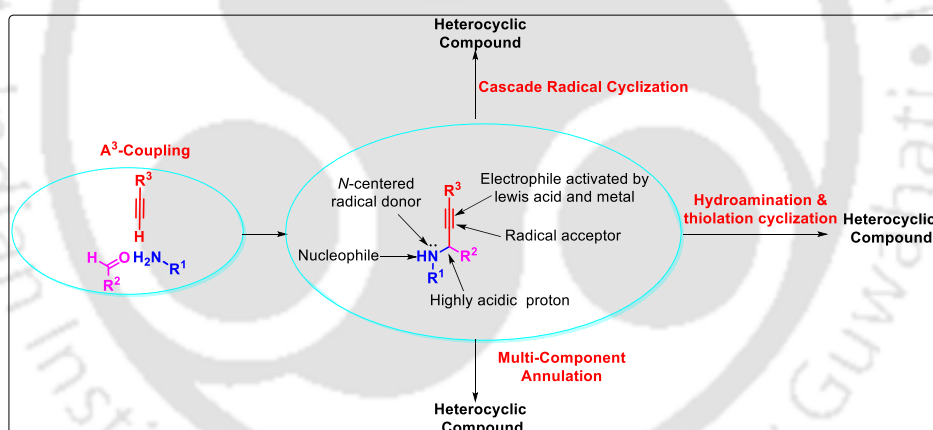 Heterocyclic
Compound
Cascade Radical Cyclization
A³-Coupling
R³
H
H
O
H₂N
R¹
R²
N-centered
radical donor
R³
Electrophile activated by
lewis acid and metal
Radical acceptor
Nucleophile
HN
R²
R¹
Highly acidic proton
Hydroamination &
thiolation cyclization
Heterocyclic
Compound
Multi-Component
Annulation
Heterocyclic
Compound
Guwahati
Inst